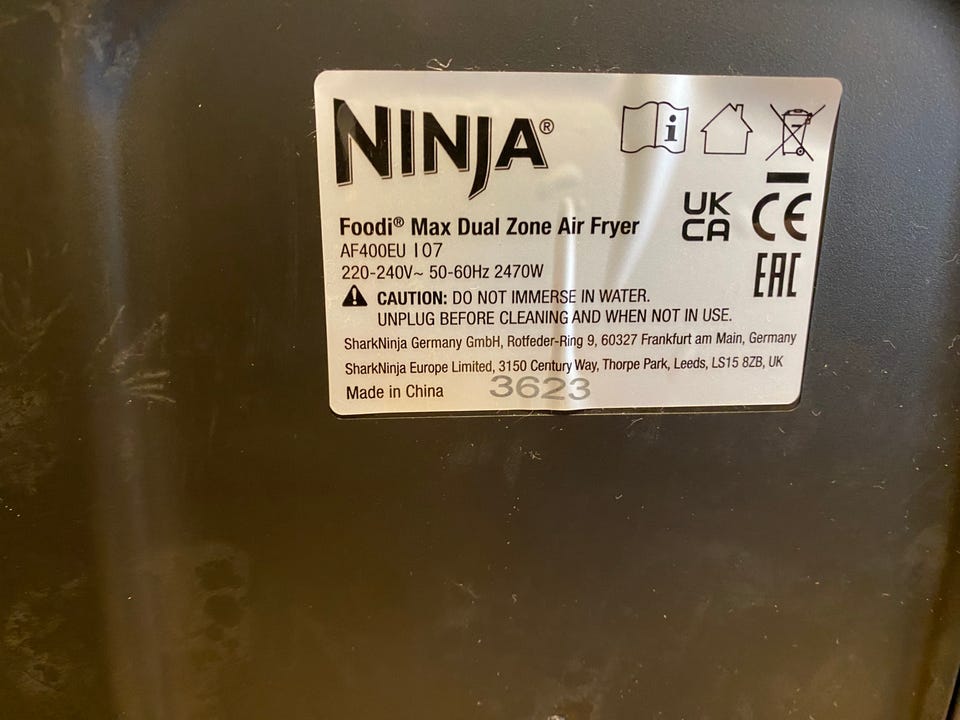 NINJA®
Foodi® Max Dual Zone Air Fryer
AF400EU I07
220-240V~ 50-60Hz 2470W
CAUTION: DO NOT IMMERSE IN WATER.
UNPLUG BEFORE CLEANING AND WHEN NOT IN USE.
SharkNinja Germany GmbH, Rotfeder-Ring 9, 60327 Frankfurt am Main, Germany
SharkNinja Europe Limited, 3150 Century Way, Thorpe Park, Leeds, LS15 8ZB, UK
Made in China 3623
i
UK
CA
CE
EAC